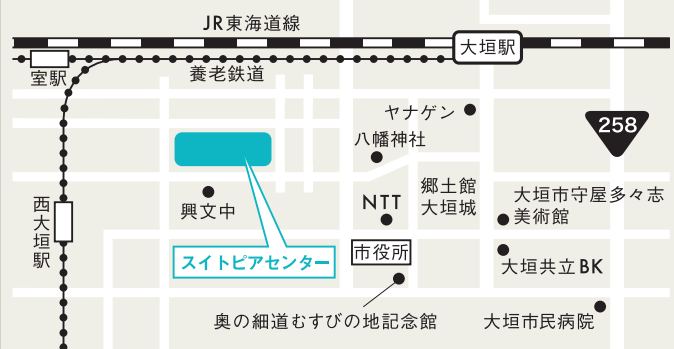 JR東海道線
大垣駅
室駅
養老鉄道
ヤナゲン
258
八幡神社
西大垣駅
興文中
NTT
郷土館
大垣城
大垣市守屋多々志
美術館
スイトピアセンター
市役所
大垣共立BK
奥の細道むすびの地記念館
大垣市民病院